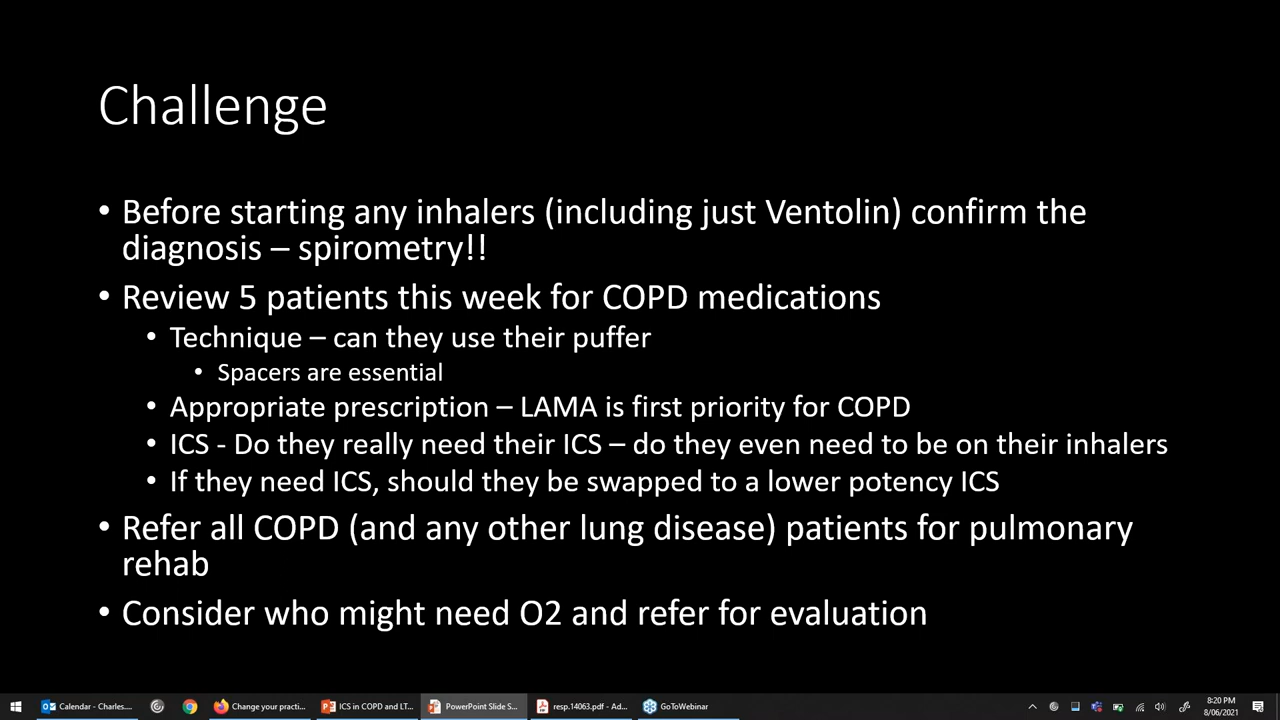 Challenge
• Before starting any inhalers (including just Ventolin) confirm the
diagnosis – spirometry!!
• Review 5 patients this week for COPD medications
• Technique – can they use their puffer
• Spacers are essential
• Appropriate prescription – LAMA is first priority for COPD
• ICS - Do they really need their ICS – do they even need to be on their inhalers
• If they need ICS, should they be swapped to a lower potency ICS
• Refer all COPD (and any other lung disease) patients for pulmonary
rehab
• Consider who might need O2 and refer for evaluation
Calendar - Charles.... Change your practi... ICS in COPD and LT... PowerPoint Slide S... resp.14063.pdf - Ad... GoToWebinar 8:20 PM
8/06/2021